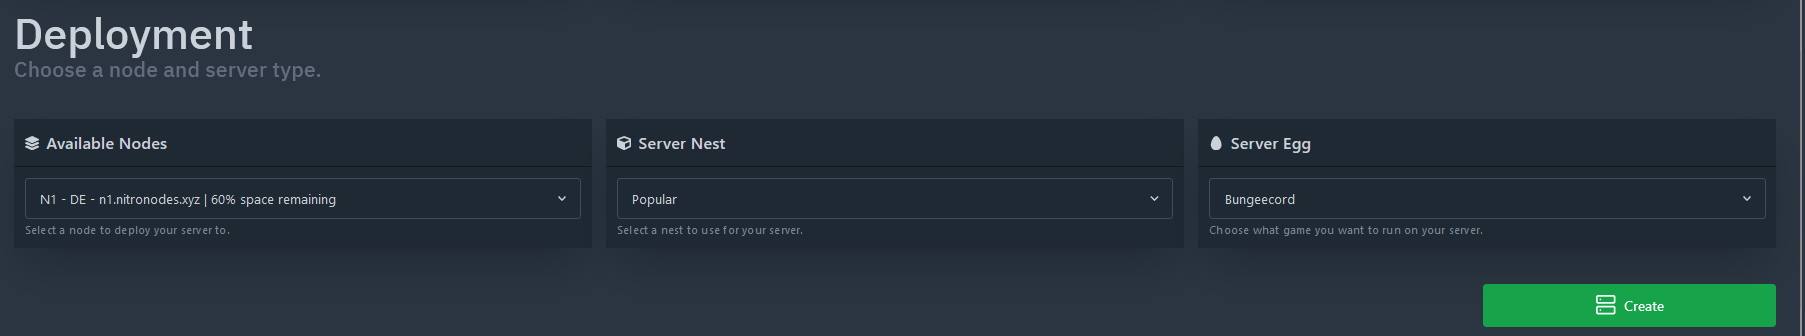 Deployment
Choose a node and server type.
Available Nodes
N1 - DE - n1.nitronodes.xyz | 60% space remaining
Select a node to deploy your server to.
Server Nest
Popular
Select a nest to use for your server.
Server Egg
Bungeecord
Choose what game you want to run on your server.
Create